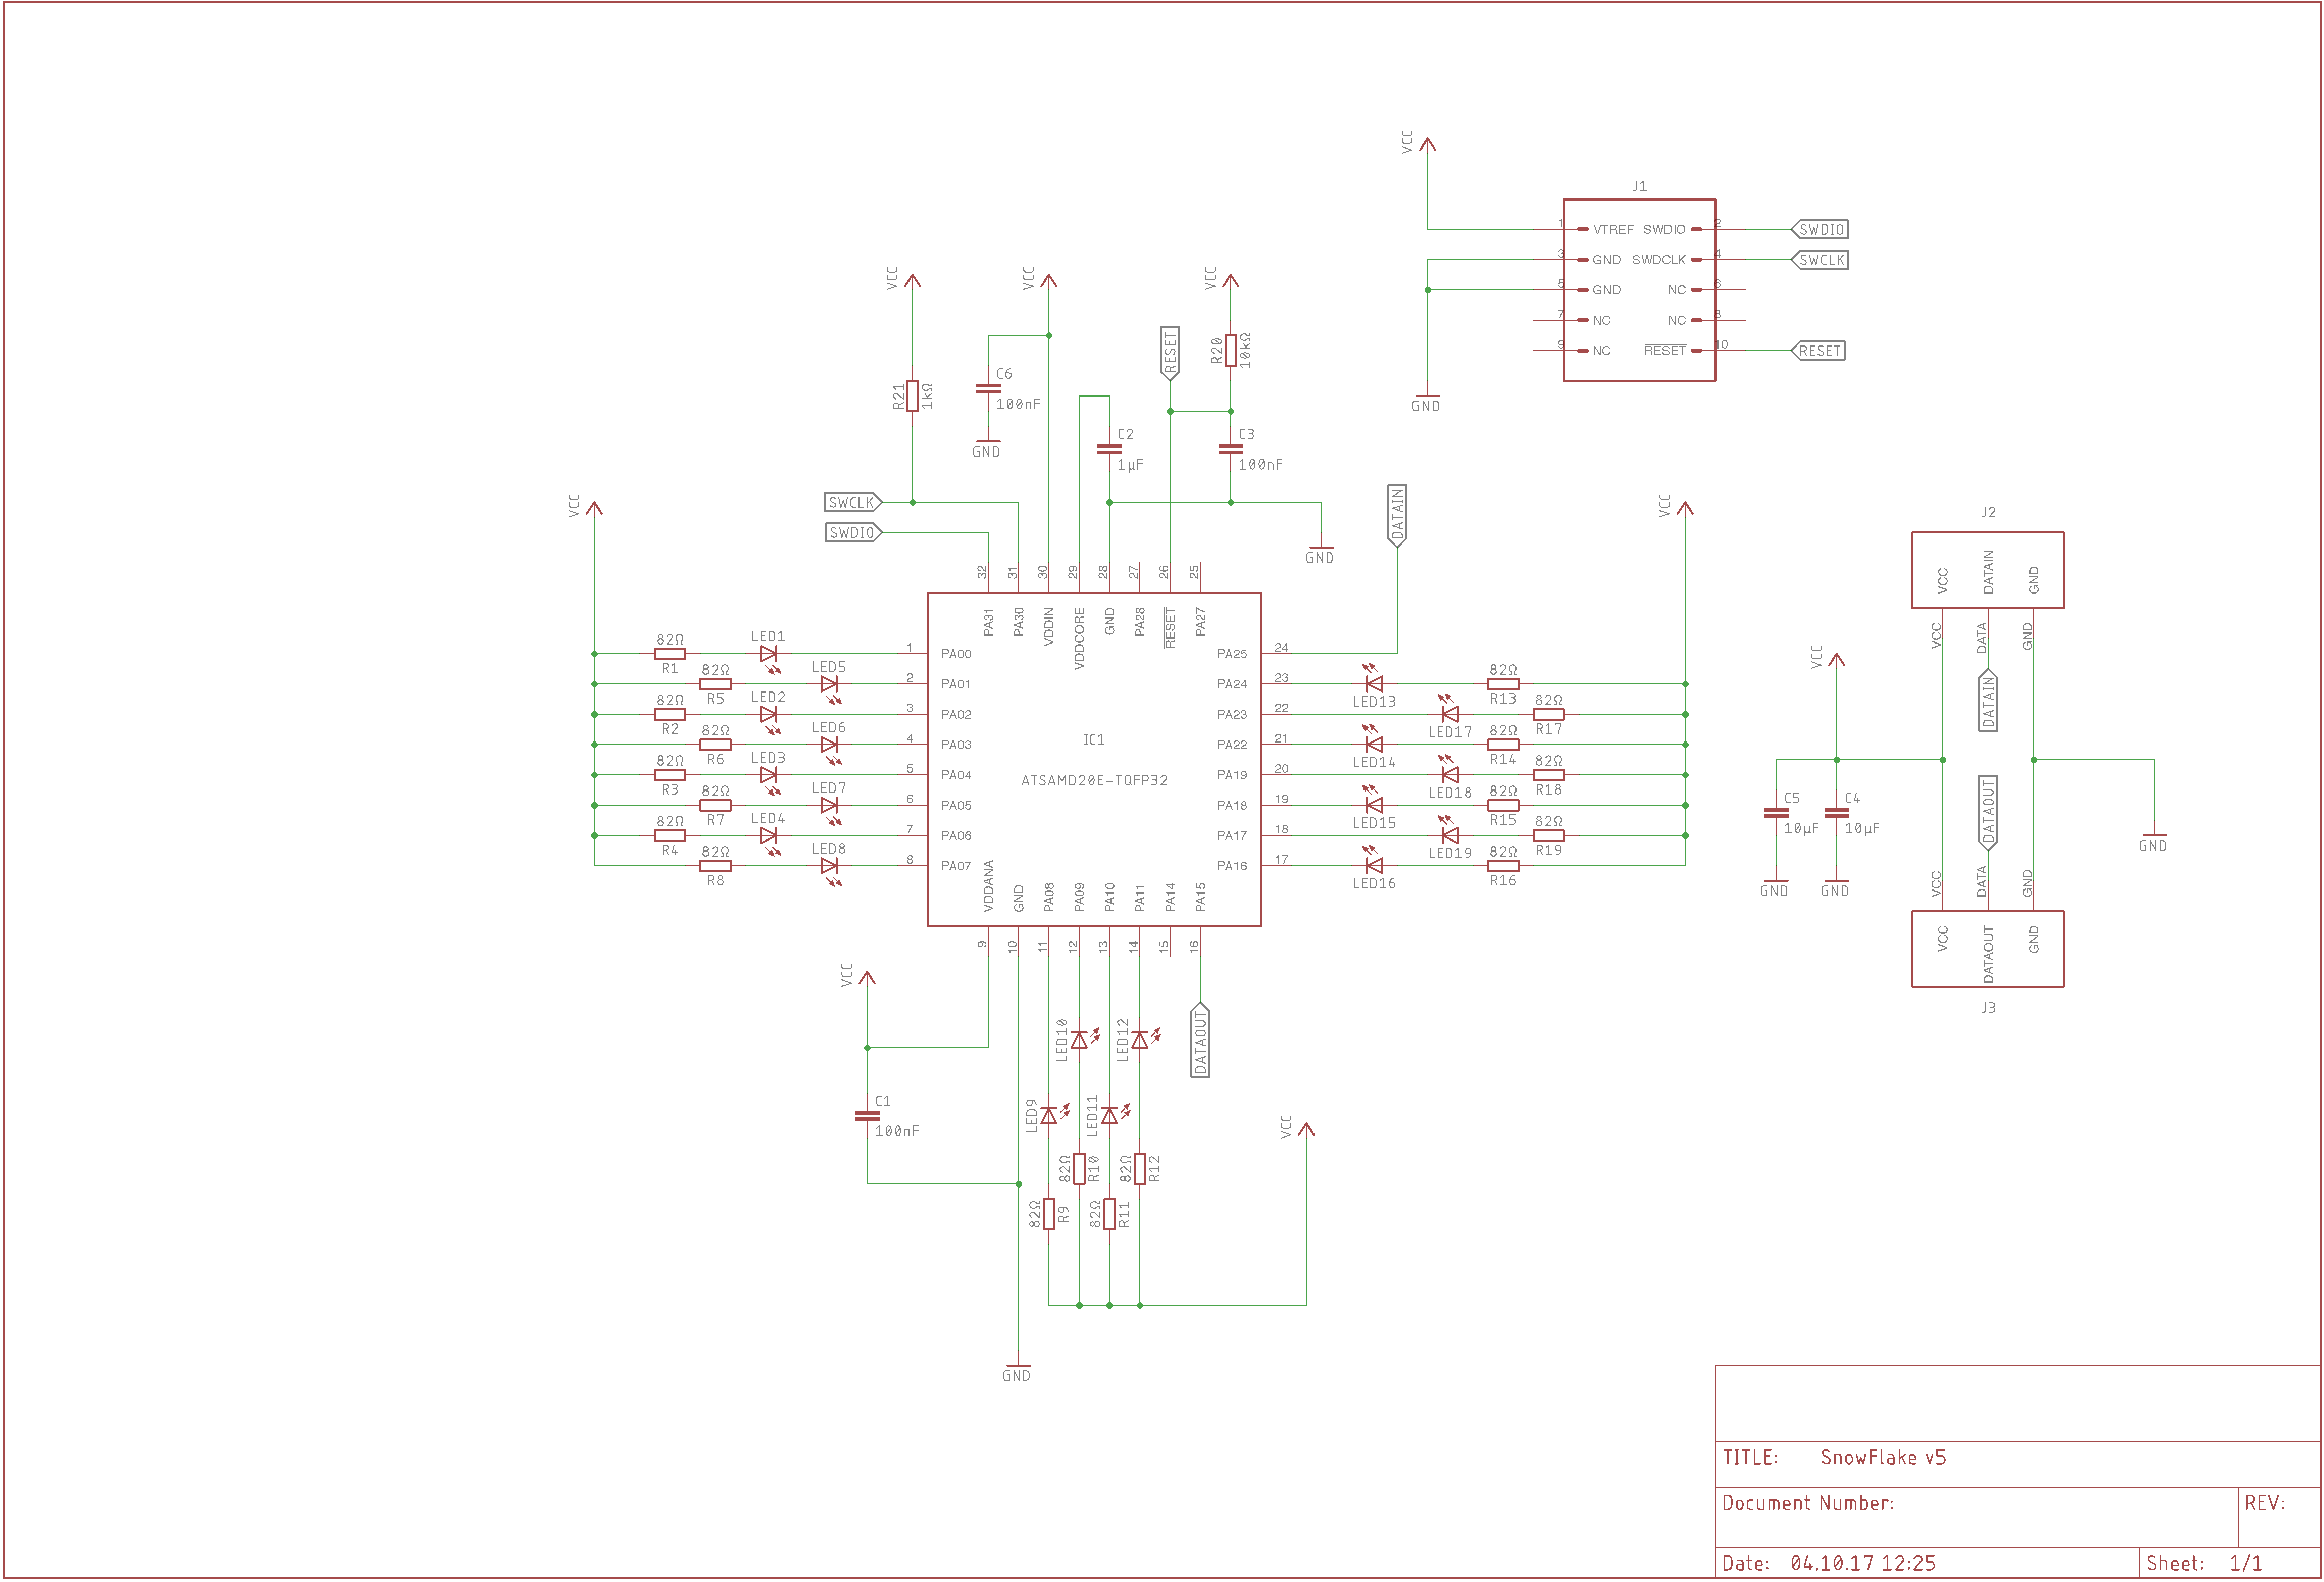 VCC
J1
1 VTREF SWDIO 2 SWDIO
3 GND SWDCLK 4 SWCLK
5 GND NC 6
7 NC NC 8
9 NC RESET 10 RESET
GND
VCC
VCC
VCC
RESET
R20
10kΩ
R21
1kΩ
C6
100nF
GND
C2
1µF
C3
100nF
SWCLK
SWDIO
GND
DATAIN
VCC
VCC
32 31 30 29 28 27 26 25
PA31 PA30 VDDIN VDDCORE GND PA28 RESET PA27
82Ω R1 LED1 1 PA00
82Ω R5 LED5 2 PA01
82Ω R2 LED2 3 PA02
82Ω R6 LED6 4 PA03
82Ω R3 LED3 5 PA04
82Ω R7 LED7 6 PA05
82Ω R4 LED4 7 PA06
82Ω R8 LED8 8 PA07
IC1
ATSAMD20E-TQFP32
PA25 24
PA24 23 LED13 82Ω R13
PA23 22 LED17 82Ω R17
PA22 21 LED14 82Ω R14
PA19 20 LED18 82Ω R18
PA18 19 LED15 82Ω R15
PA17 18 LED19 82Ω R19
PA16 17 LED16 82Ω R16
VDDANA GND PA08 PA09 PA10 PA11 PA14 PA15
9 10 11 12 13 14 15 16
J2
VCC DATAIN GND
VCC DATA GND
DATAIN
VCC
C5
10µF
GND
C4
10µF
GND
DATAOUT
GND
VCC DATA GND
VCC DATAOUT GND
J3
VCC
C1
100nF
LED10
LED12
DATAOUT
LED9
LED11
82Ω R10
82Ω R12
82Ω R9
82Ω R11
VCC
GND
TITLE: SnowFlake v5
Document Number:
REV:
Date: 04.10.17 12:25
Sheet: 1/1